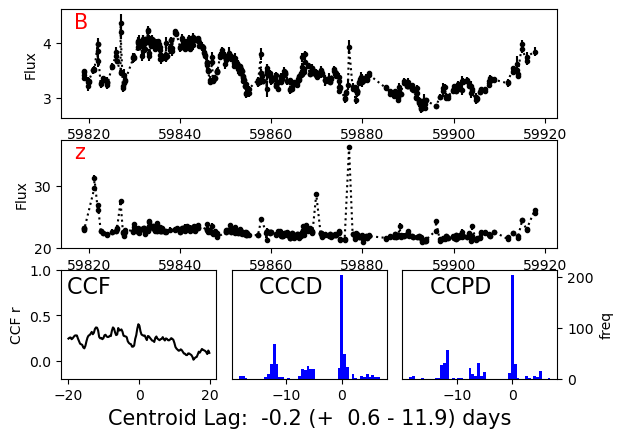 B
Flux
4
3
59820 59840 59860 59880 59900 59920
z
Flux
30
20
59820 59840 59860 59880 59900 59920
CCF
CCF r
1.0
0.5
0.0
−20 0 20
CCCD
−10 0
CCPD
−10 0
200
100
0
freq
Centroid Lag: -0.2 (+ 0.6 - 11.9) days